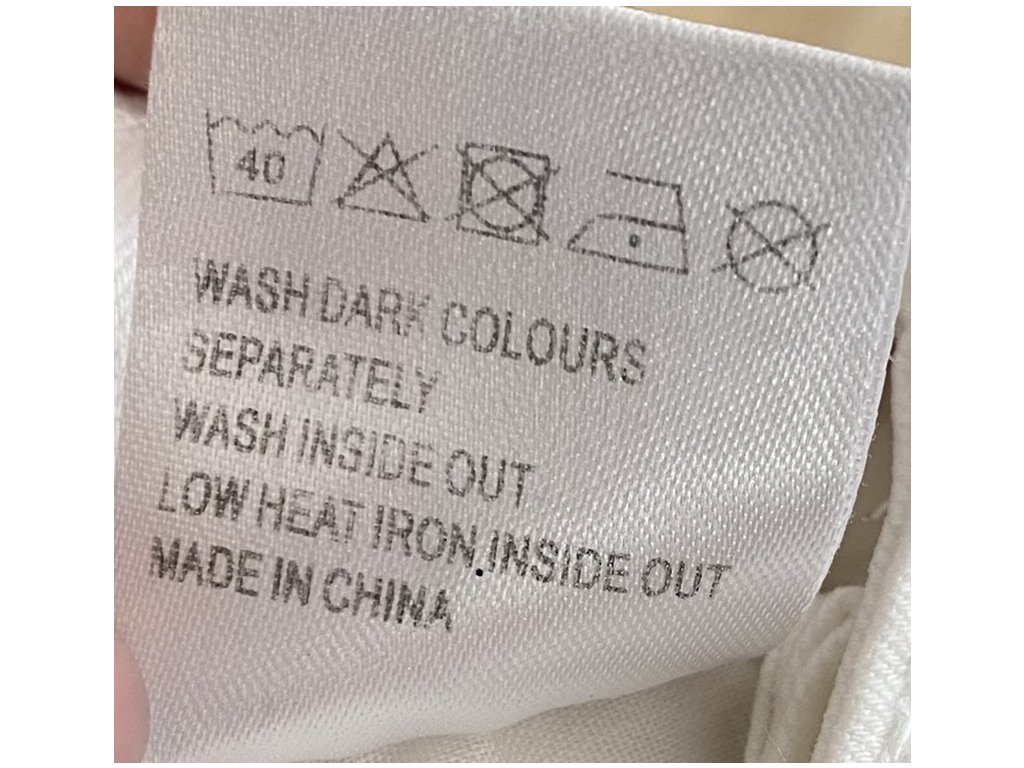 40
WASH DARK COLOURS
SEPARATELY
WASH INSIDE OUT
LOW HEAT IRON.INSIDE OUT
MADE IN CHINA